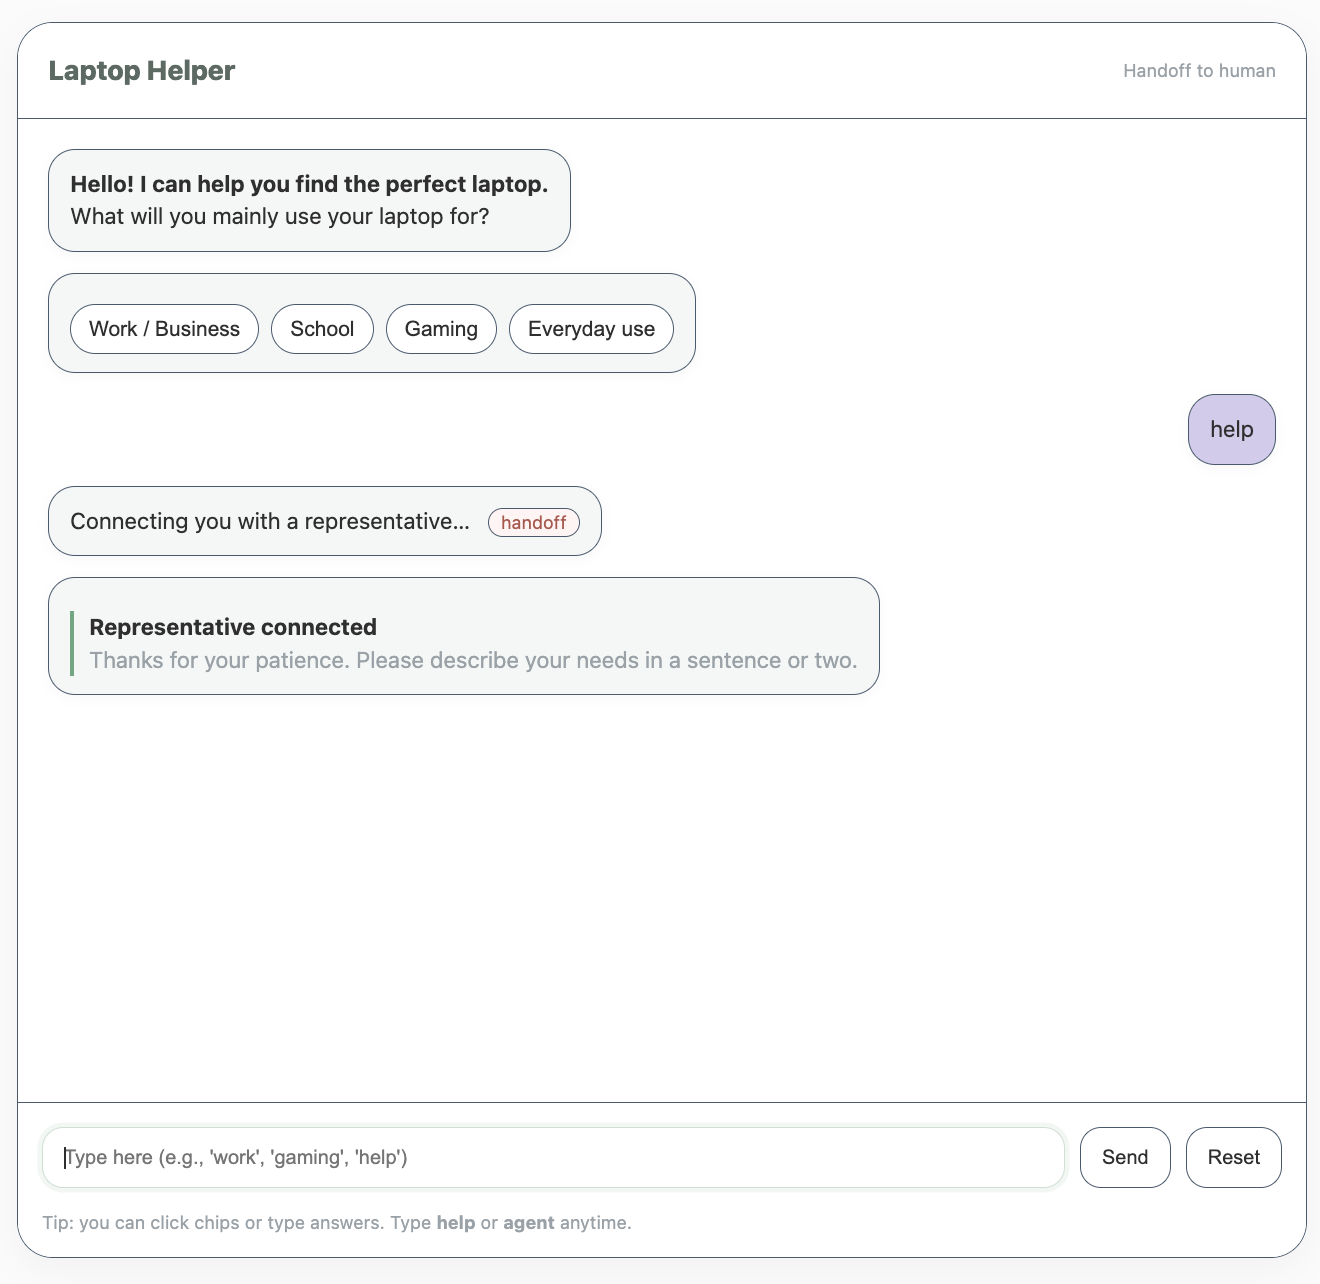 Laptop Helper
Handoff to human
Hello! I can help you find the perfect laptop.
What will you mainly use your laptop for?
Work / Business
School
Gaming
Everyday use
help
Connecting you with a representative...
handoff
Representative connected
Thanks for your patience. Please describe your needs in a sentence or two.
Type here (e.g., 'work', 'gaming', 'help')
Send
Reset
Tip: you can click chips or type answers. Type help or agent anytime.